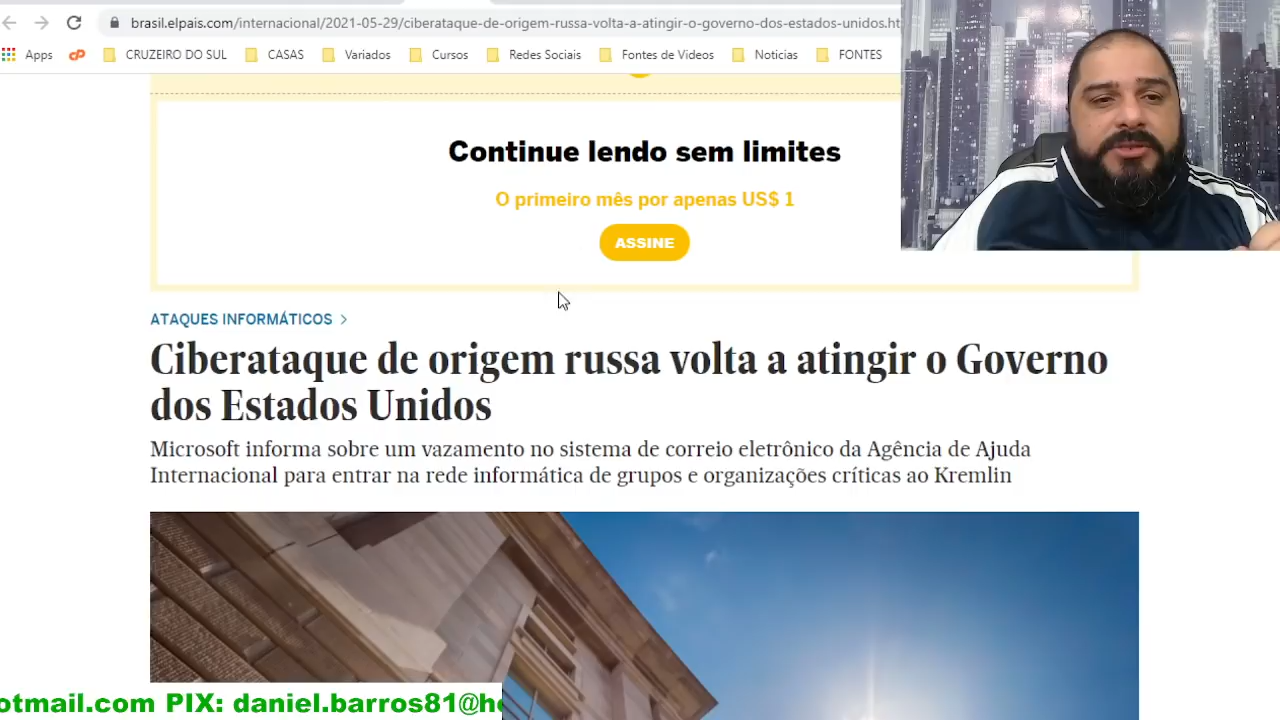 brasil.elpais.com/internacional/2021-05-29/ciberataque-de-origem-russa-volta-a-atingir-o-governo-dos-estados-unidos.ht
Apps CRUZEIRO DO SUL CASAS Variados Cursos Redes Sociais Fontes de Videos Noticias FONTES
Continue lendo sem limites
O primeiro mês por apenas US$ 1
ASSINE
ATAQUES INFORMÁTICOS >
Ciberataque de origem russa volta a atingir o Governo
dos Estados Unidos
Microsoft informa sobre um vazamento no sistema de correio eletrônico da Agência de Ajuda
Internacional para entrar na rede informática de grupos e organizações críticas ao Kremlin
otmail.com PIX: daniel.barros81@ho